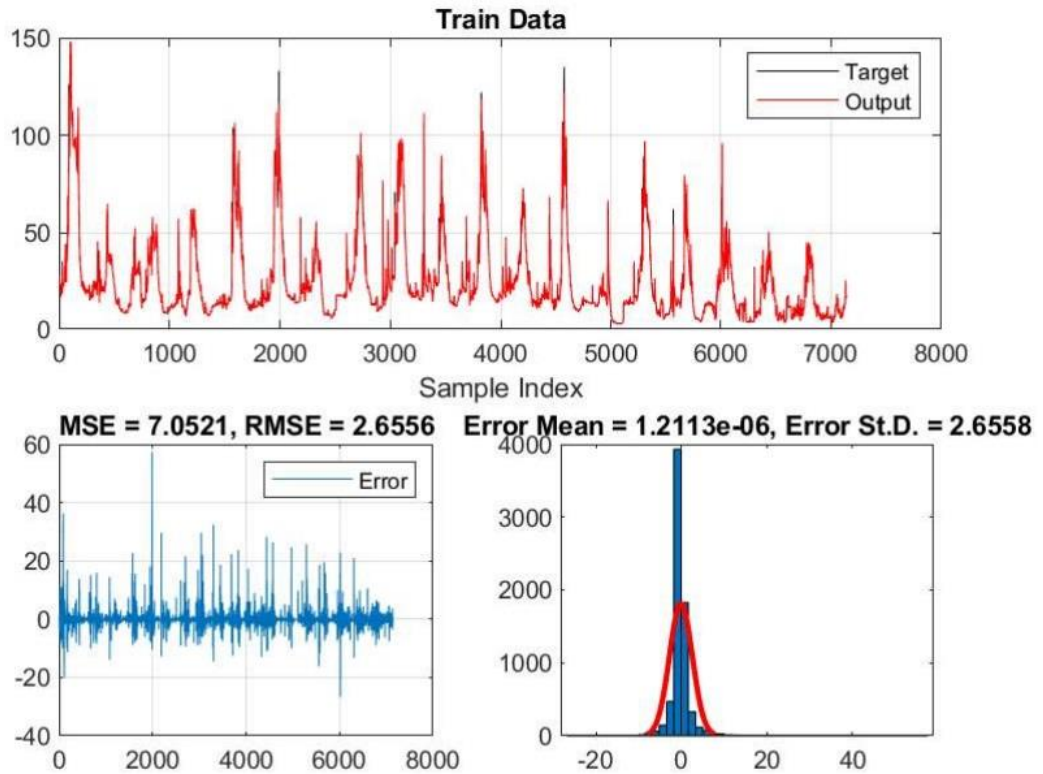 Train Data
150
100
50
0
Target
Output
0 1000 2000 3000 4000 5000 6000 7000 8000
Sample Index
MSE = 7.0521, RMSE = 2.6556
60
40
20
0
-20
-40
Error
0 2000 4000 6000 8000
Error Mean = 1.2113e-06, Error St.D. = 2.6558
4000
3000
2000
1000
0
-20 0 20 40